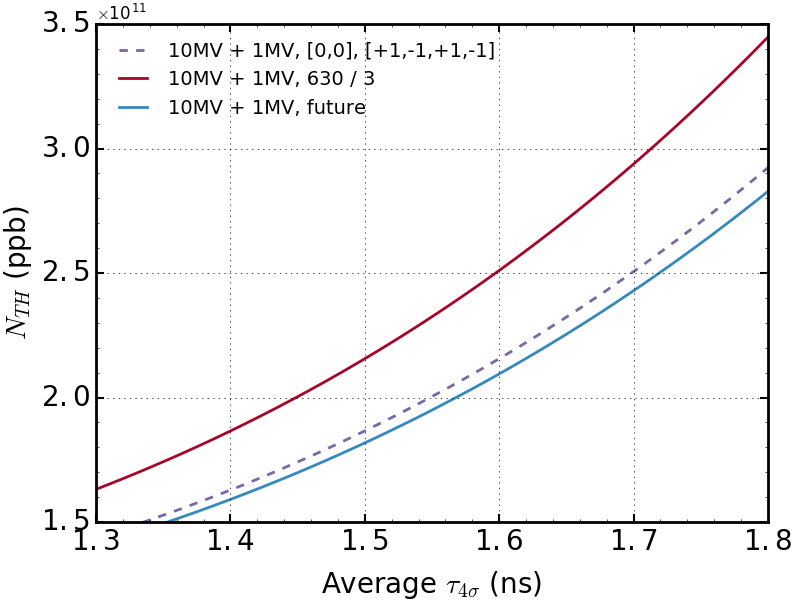 ×10¹¹
3.5
3.0
2.5
2.0
1.5
N_TH (ppb)
10MV + 1MV, [0,0], [+1,-1,+1,-1]
10MV + 1MV, 630 / 3
10MV + 1MV, future
1.3 1.4 1.5 1.6 1.7 1.8
Average τ_4σ (ns)